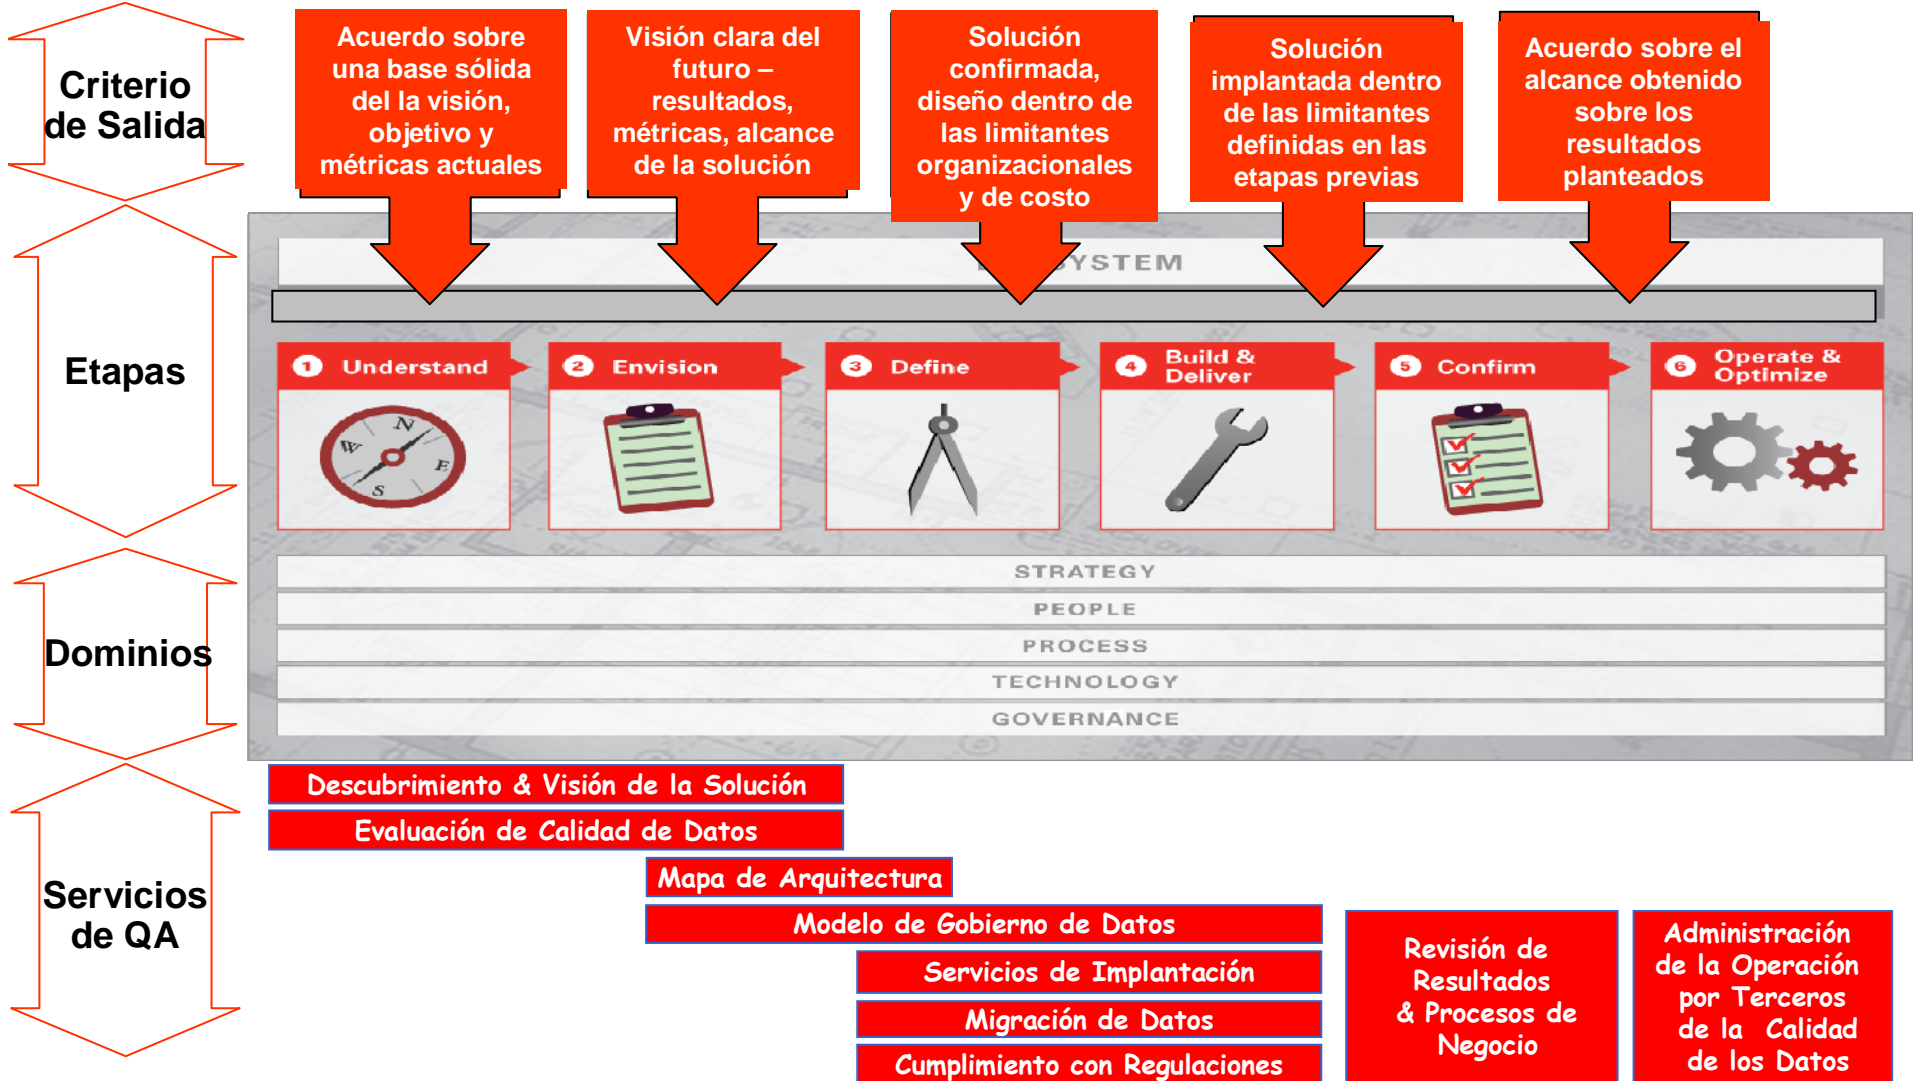 Criterio
de Salida
Acuerdo sobre
una base sólida
del la visión,
objetivo y
métricas actuales
Visión clara del
futuro –
resultados,
métricas, alcance
de la solución
Solución
confirmada,
diseño dentro de
las limitantes
organizacionales
y de costo
Solución
implantada dentro
de las limitantes
definidas en las
etapas previas
Acuerdo sobre el
alcance obtenido
sobre los
resultados
planteados
YSTEM
Etapas
1 Understand
2 Envision
3 Define
4 Build &
Deliver
5 Confirm
6 Operate &
Optimize
N
W
E
S
Dominios
STRATEGY
PEOPLE
PROCESS
TECHNOLOGY
GOVERNANCE
Servicios
de QA
Descubrimiento & Visión de la Solución
Evaluación de Calidad de Datos
Mapa de Arquitectura
Modelo de Gobierno de Datos
Servicios de Implantación
Migración de Datos
Cumplimiento con Regulaciones
Revisión de
Resultados
& Procesos de
Negocio
Administración
de la Operación
por Terceros
de la Calidad
de los Datos